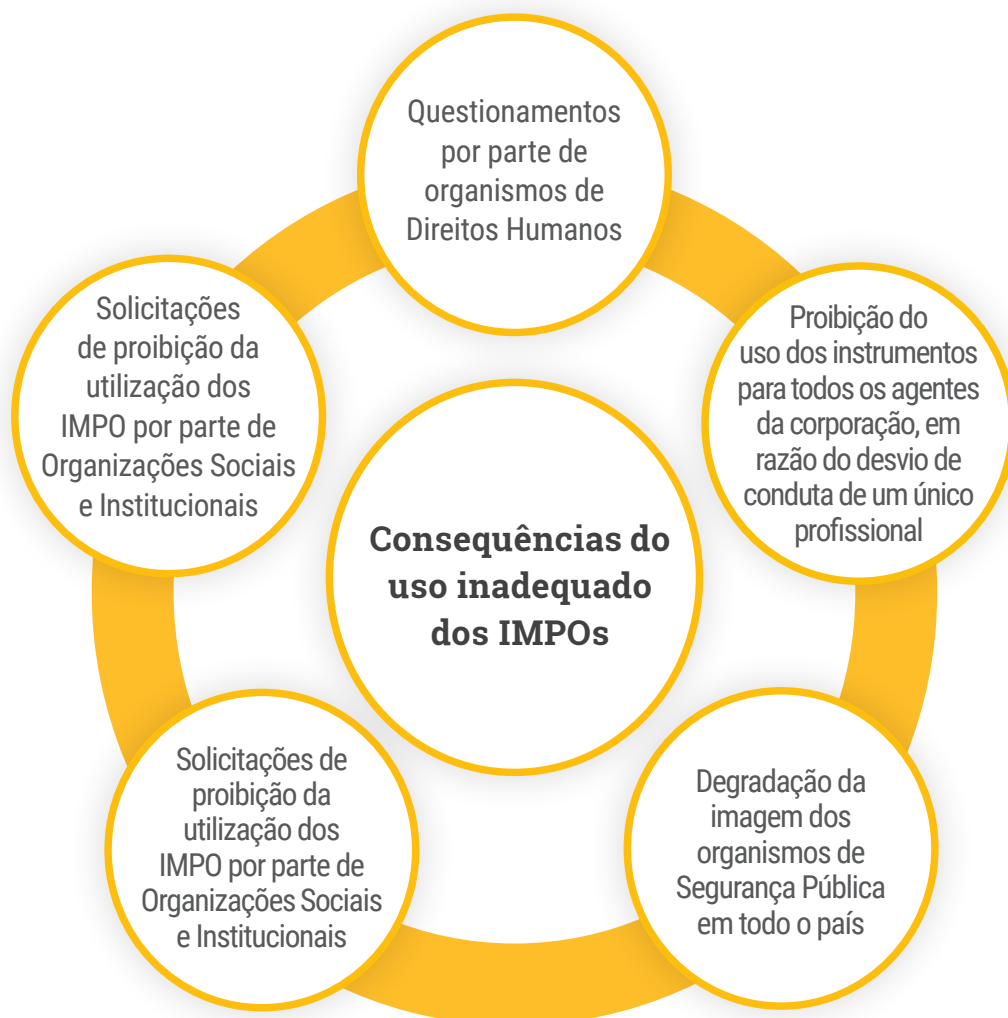 Questionamentos
por parte de
organismos de
Direitos Humanos
Proibição do
uso dos instrumentos
para todos os agentes
da corporação, em
razão do desvio de
conduta de um único
profissional
Degradação da
imagem dos
organismos de
Segurança Pública
em todo o país
Solicitações de
proibição da
utilização dos
IMPO por parte de
Organizações Sociais
e Institucionais
Solicitações
de proibição da
utilização dos
IMPO por parte de
Organizações Sociais
e Institucionais
Consequências do
uso inadequado
dos IMPOs